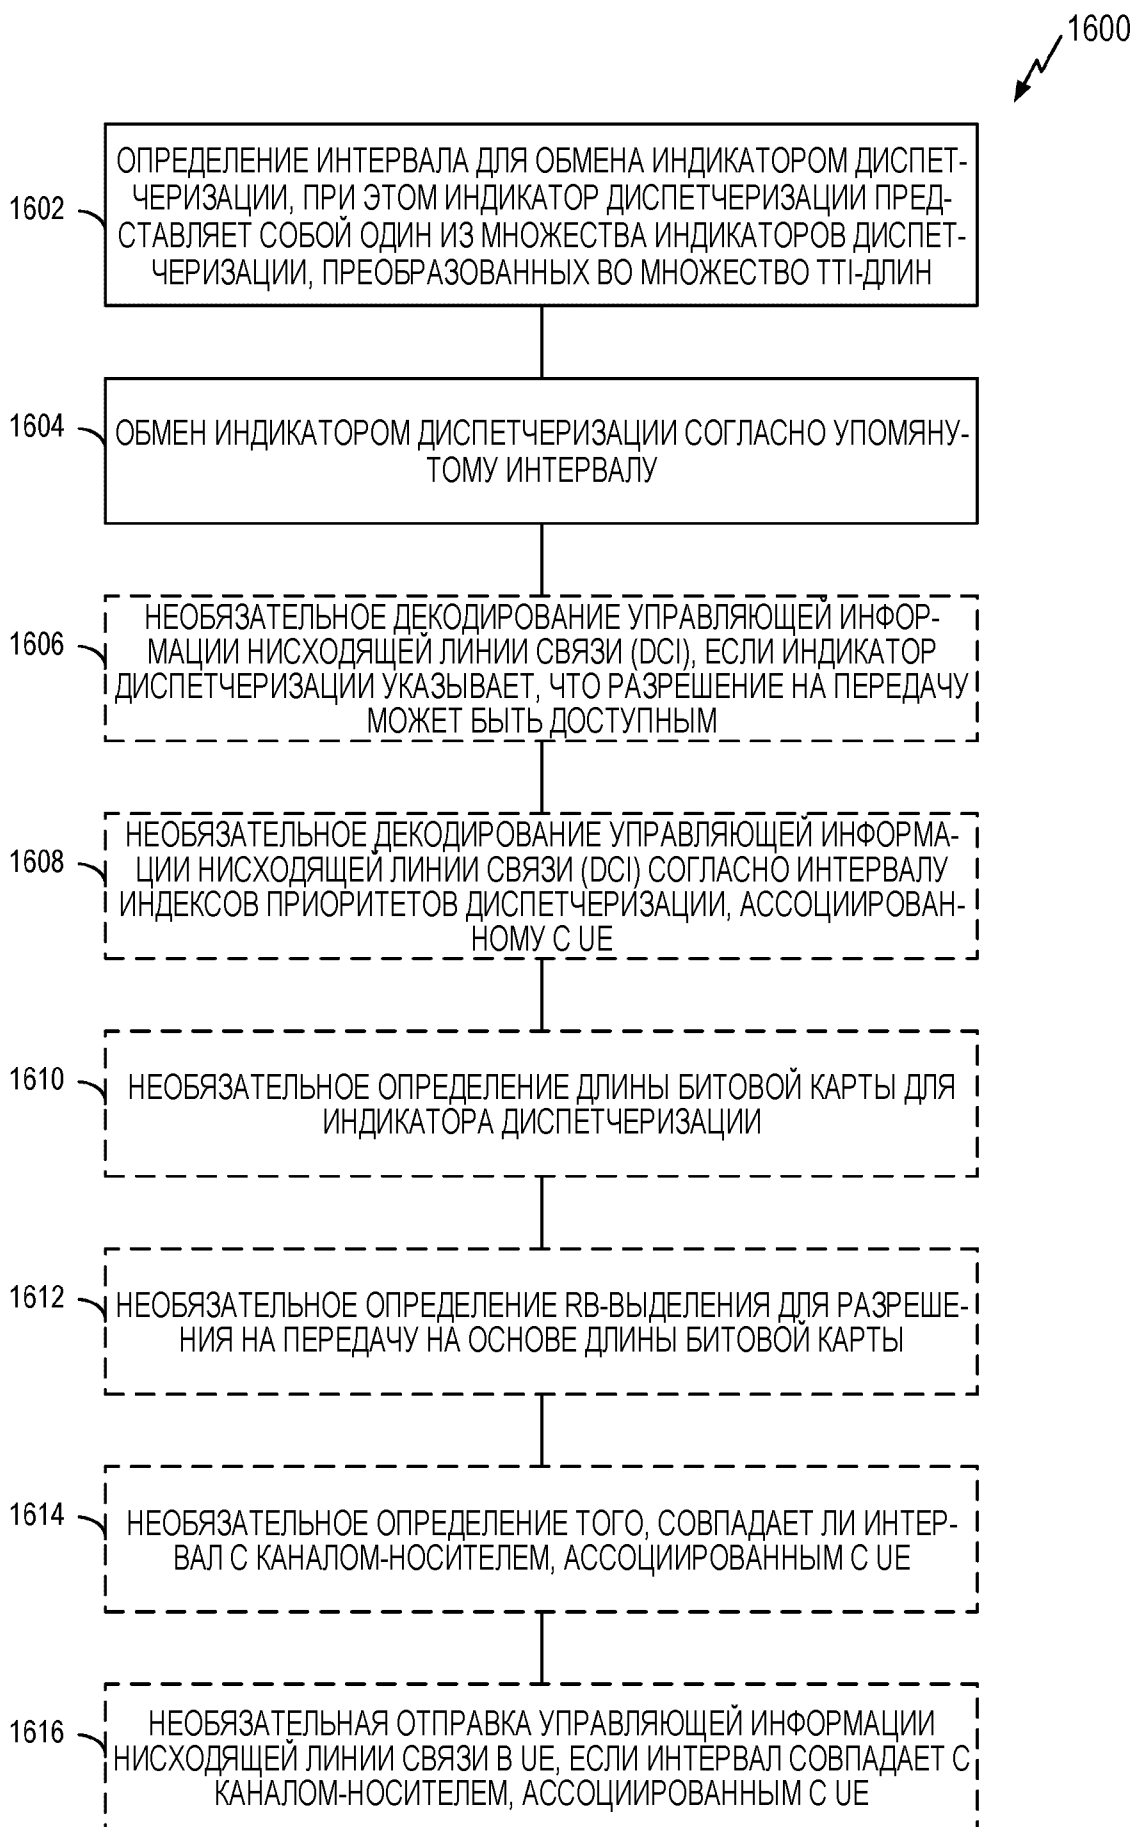 1600
1602
ОПРЕДЕЛЕНИЕ ИНТЕРВАЛА ДЛЯ ОБМЕНА ИНДИКАТОРОМ ДИСПЕТ-
ЧЕРИЗАЦИИ, ПРИ ЭТОМ ИНДИКАТОР ДИСПЕТЧЕРИЗАЦИИ ПРЕД-
СТАВЛЯЕТ СОБОЙ ОДИН ИЗ МНОЖЕСТВА ИНДИКАТОРОВ ДИСПЕТ-
ЧЕРИЗАЦИИ, ПРЕОБРАЗОВАННЫХ ВО МНОЖЕСТВО TTI-ДЛИН
1604
ОБМЕН ИНДИКАТОРОМ ДИСПЕТЧЕРИЗАЦИИ СОГЛАСНО УПОМЯНУ-
ТОМУ ИНТЕРВАЛУ
1606
НЕОБЯЗАТЕЛЬНОЕ ДЕКОДИРОВАНИЕ УПРАВЛЯЮЩЕЙ ИНФОР-
МАЦИИ НИСХОДЯЩЕЙ ЛИНИИ СВЯЗИ (DCI), ЕСЛИ ИНДИКАТОР
ДИСПЕТЧЕРИЗАЦИИ УКАЗЫВАЕТ, ЧТО РАЗРЕШЕНИЕ НА ПЕРЕДАЧУ
МОЖЕТ БЫТЬ ДОСТУПНЫМ
1608
НЕОБЯЗАТЕЛЬНОЕ ДЕКОДИРОВАНИЕ УПРАВЛЯЮЩЕЙ ИНФОРМА-
ЦИИ НИСХОДЯЩЕЙ ЛИНИИ СВЯЗИ (DCI) СОГЛАСНО ИНТЕРВАЛУ
ИНДЕКСОВ ПРИОРИТЕТОВ ДИСПЕТЧЕРИЗАЦИИ, АССОЦИИРОВАН-
НОМУ С UE
1610
НЕОБЯЗАТЕЛЬНОЕ ОПРЕДЕЛЕНИЕ ДЛИНЫ БИТОВОЙ КАРТЫ ДЛЯ
ИНДИКАТОРА ДИСПЕТЧЕРИЗАЦИИ
1612
НЕОБЯЗАТЕЛЬНОЕ ОПРЕДЕЛЕНИЕ RB-ВЫДЕЛЕНИЯ ДЛЯ РАЗРЕШЕ-
НИЯ НА ПЕРЕДАЧУ НА ОСНОВЕ ДЛИНЫ БИТОВОЙ КАРТЫ
1614
НЕОБЯЗАТЕЛЬНОЕ ОПРЕДЕЛЕНИЕ ТОГО, СОВПАДАЕТ ЛИ ИНТЕР-
ВАЛ С КАНАЛОМ-НОСИТЕЛЕМ, АССОЦИИРОВАННЫМ С UE
1616
НЕОБЯЗАТЕЛЬНАЯ ОТПРАВКА УПРАВЛЯЮЩЕЙ ИНФОРМАЦИИ
НИСХОДЯЩЕЙ ЛИНИИ СВЯЗИ В UE, ЕСЛИ ИНТЕРВАЛ СОВПАДАЕТ С
КАНАЛОМ-НОСИТЕЛЕМ, АССОЦИИРОВАННЫМ С UE